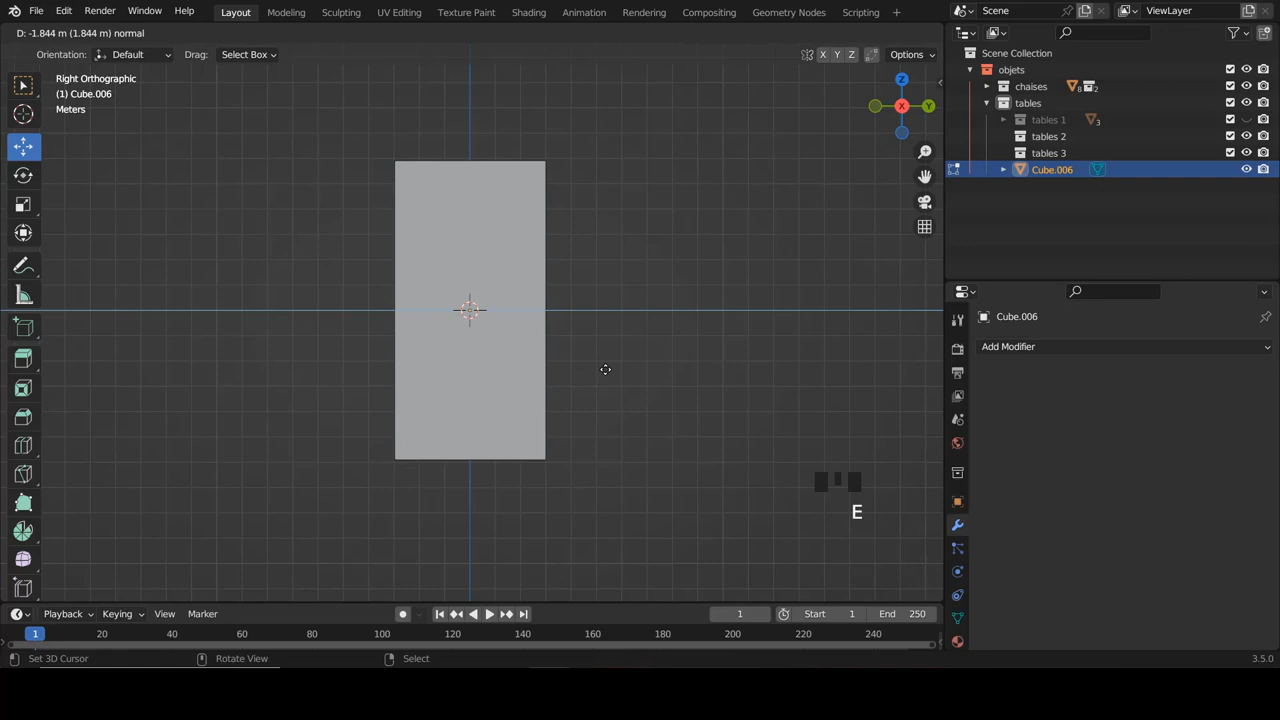 File Edit Render Window Help Layout Modeling Sculpting UV Editing Texture Paint Shading Animation Rendering Compositing Geometry Nodes Scripting + Scene ViewLayer
D: -1.844 m (1.844 m) normal
Orientation: Default Drag: Select Box X Y Z Options
Scene Collection
objets
chaises 8 2
tables
tables 1 3
tables 2
tables 3
Cube.006
Right Orthographic
(1) Cube.006
Meters
Z
X
Y
Cube.006
Add Modifier
E
Playback Keying View Marker 1 Start 1 End 250
1 20 40 60 80 100 120 140 160 180 200 220 240
Set 3D Cursor Rotate View Select 3.5.0